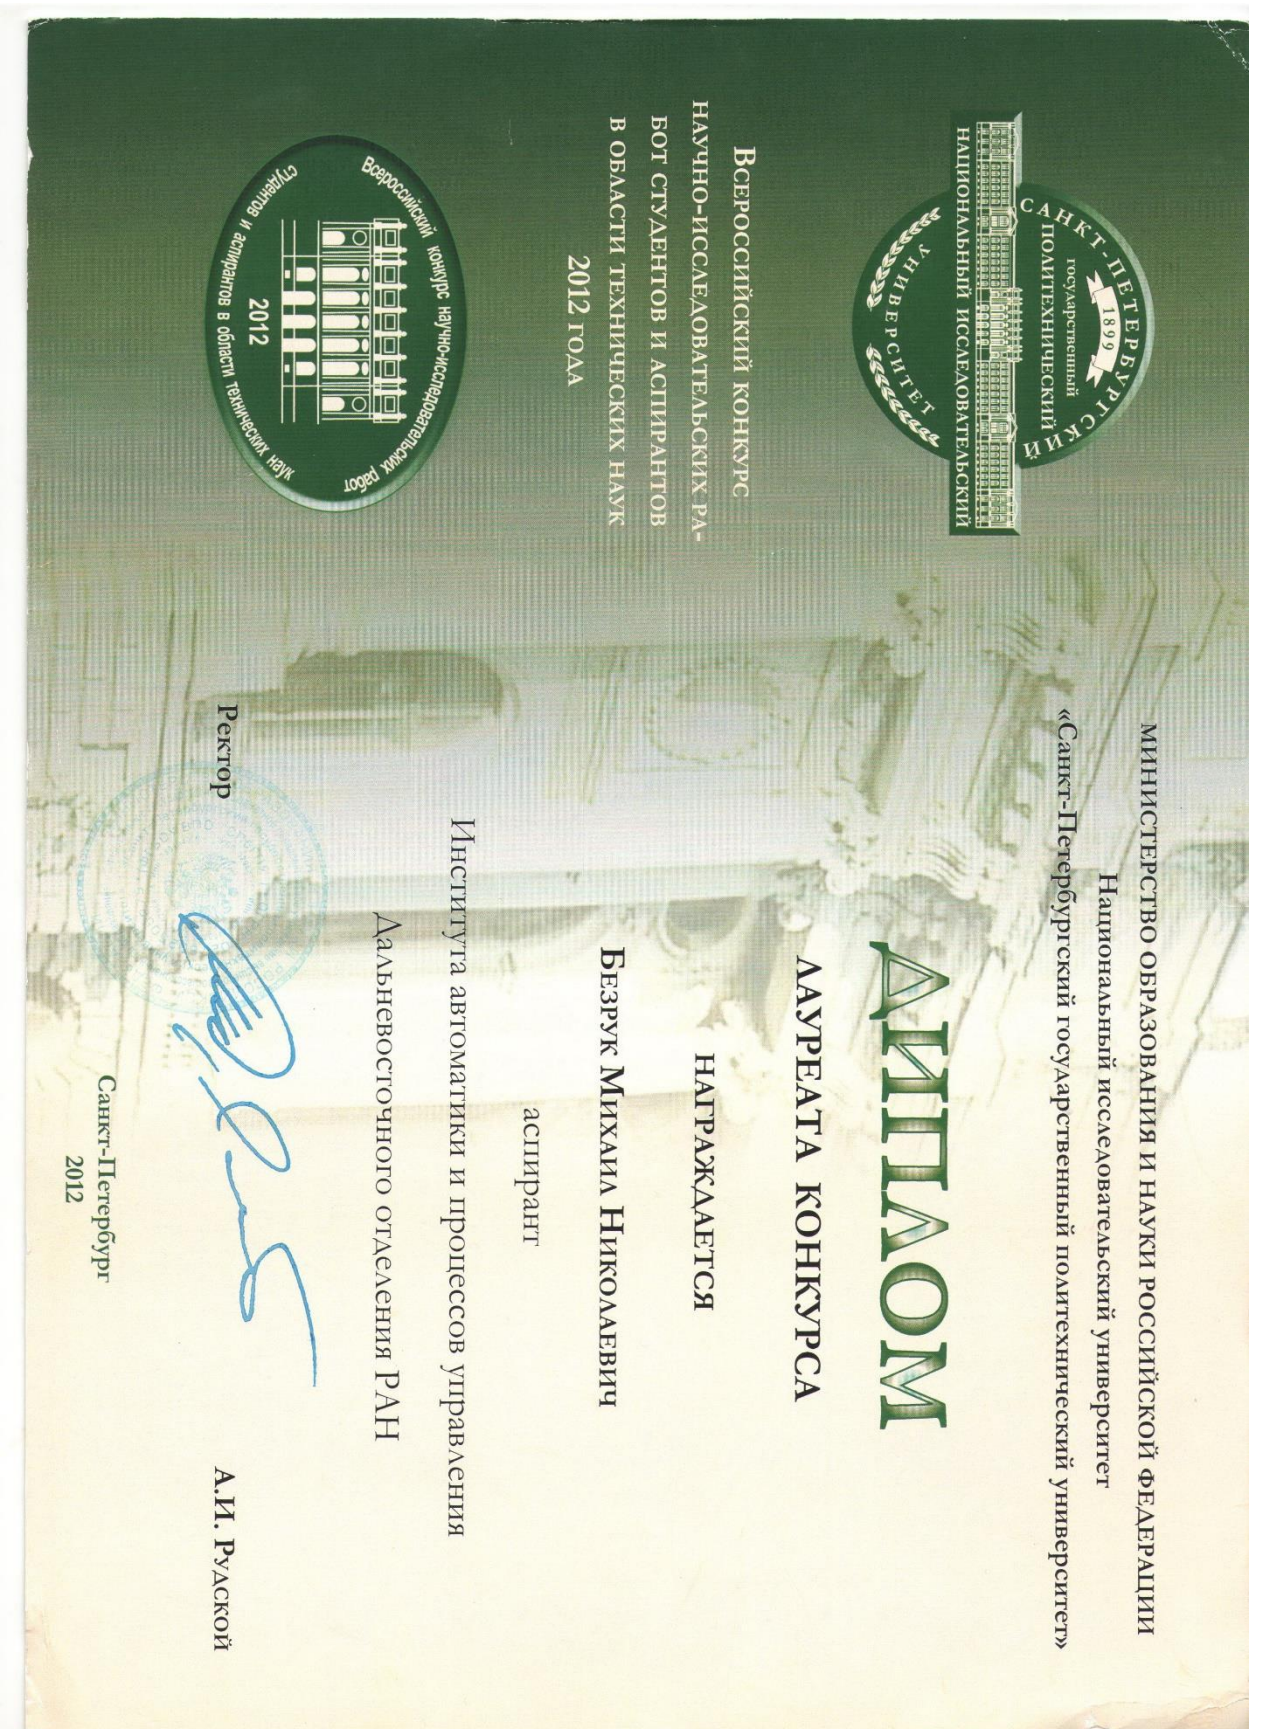 САНКТ-ПЕТЕРБУРГСКИЙ
1899
государственный
ПОЛИТЕХНИЧЕСКИЙ
НАЦИОНАЛЬНЫЙ ИССЛЕДОВАТЕЛЬСКИЙ
УНИВЕРСИТЕТ
Всероссийский конкурс
научно-исследовательских ра-
бот студентов и аспирантов
в области технических наук
2012 года
Всероссийский конкурс научно-исследовательских работ
2012
студентов и аспирантов в области технических наук
МИНИСТЕРСТВО ОБРАЗОВАНИЯ И НАУКИ РОССИЙСКОЙ ФЕДЕРАЦИИ
Национальный исследовательский университет
«Санкт-Петербургский государственный политехнический университет»
ДИПЛОМ
ЛАУРЕАТА КОНКУРСА
НАГРАЖДАЕТСЯ
Безрук Михаил Николаевич
аспирант
Института автоматики и процессов управления
Дальневосточного отделения РАН
Ректор
А.И. Рудской
Санкт-Петербург
2012